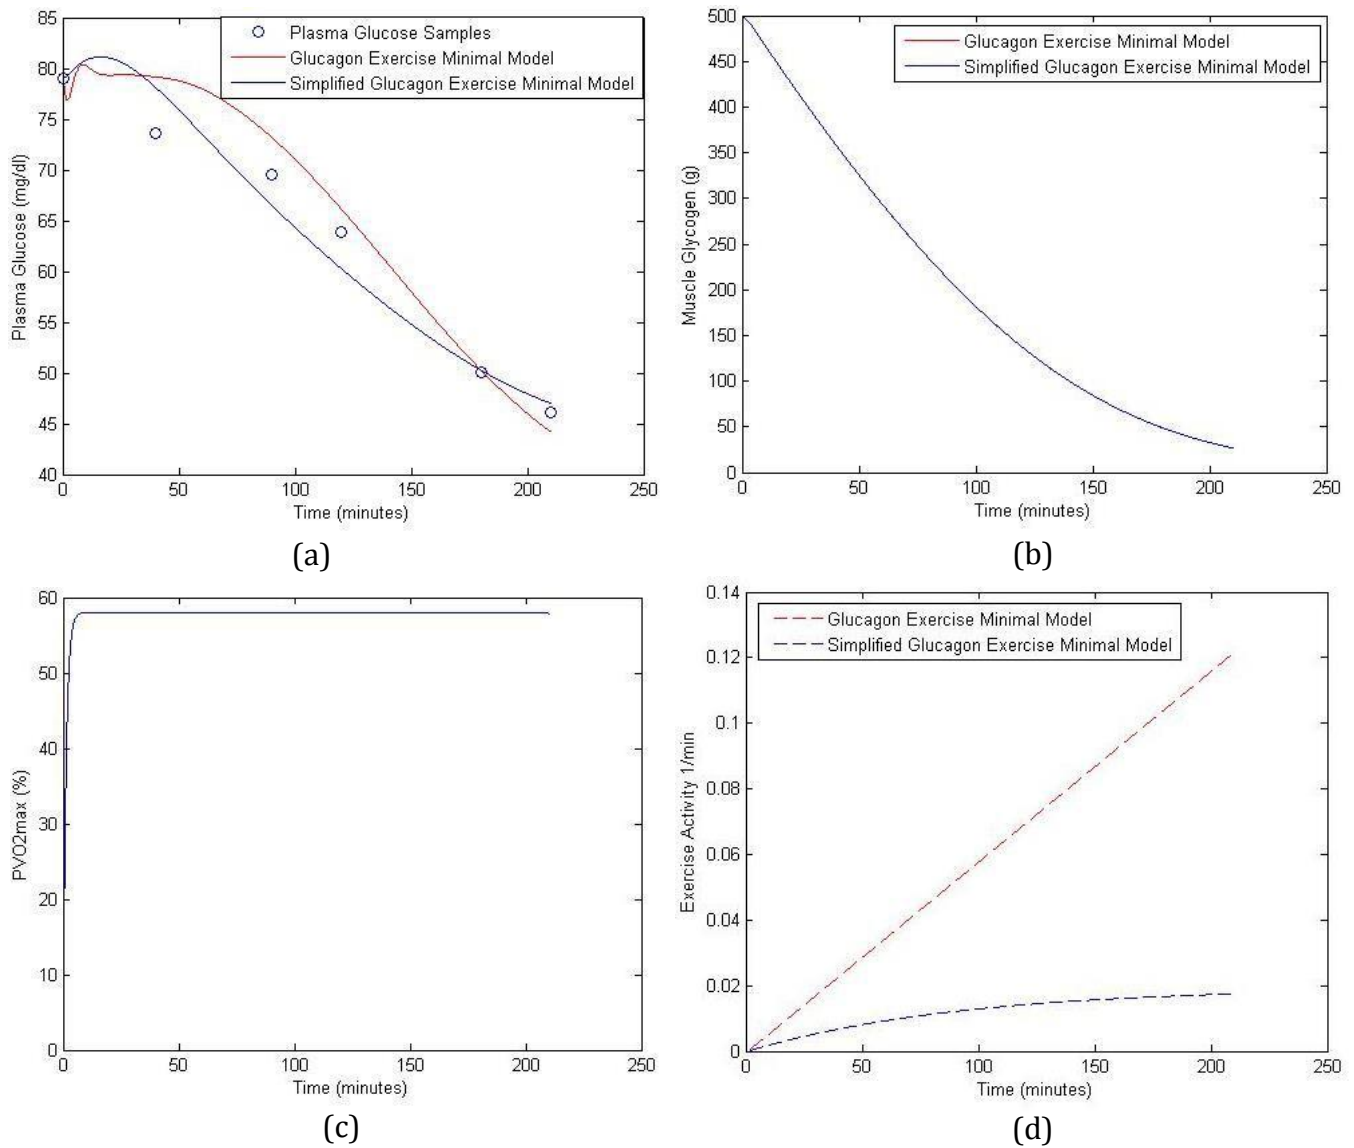 85
80
75
70
65
60
55
50
45
40
Plasma Glucose (mg/dl)
Plasma Glucose Samples
Glucagon Exercise Minimal Model
Simplified Glucagon Exercise Minimal Model
0 50 100 150 200 250
Time (minutes)
(a)
500
450
400
350
300
250
200
150
100
50
0
Muscle Glycogen (g)
Glucagon Exercise Minimal Model
Simplified Glucagon Exercise Minimal Model
0 50 100 150 200 250
Time (minutes)
(b)
60
50
40
30
20
10
0
PVO2max (%)
0 50 100 150 200 250
Time (minutes)
(c)
0.14
0.12
0.1
0.08
0.06
0.04
0.02
0
Exercise Activity 1/min
Glucagon Exercise Minimal Model
Simplified Glucagon Exercise Minimal Model
0 50 100 150 200 250
Time (minutes)
(d)